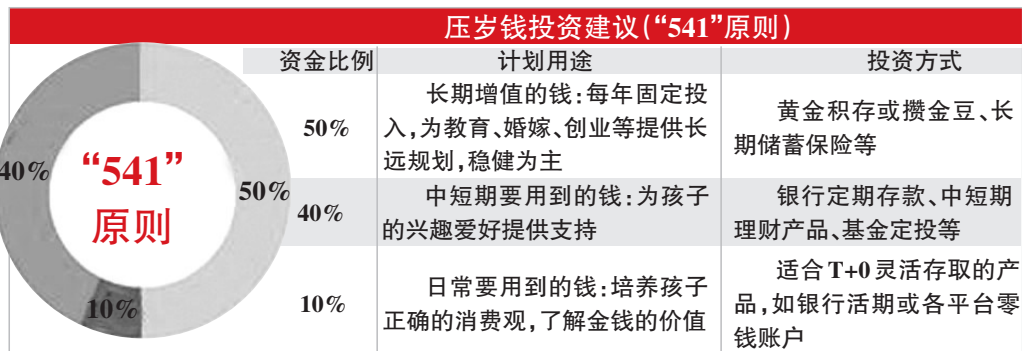 压岁钱投资建议(“541”原则)
资金比例 计划用途 投资方式
50%
长期增值的钱:每年固定投
入,为教育、婚嫁、创业等提供长
远规划,稳健为主
黄金积存或攒金豆、长
期储蓄保险等
40%
中短期要用到的钱:为孩子
的兴趣爱好提供支持
银行定期存款、中短期
理财产品、基金定投等
10%
日常要用到的钱:培养孩子
正确的消费观,了解金钱的价值
适合T+0灵活存取的产
品,如银行活期或各平台零
钱账户
40%
“541”
原则
50%
10%